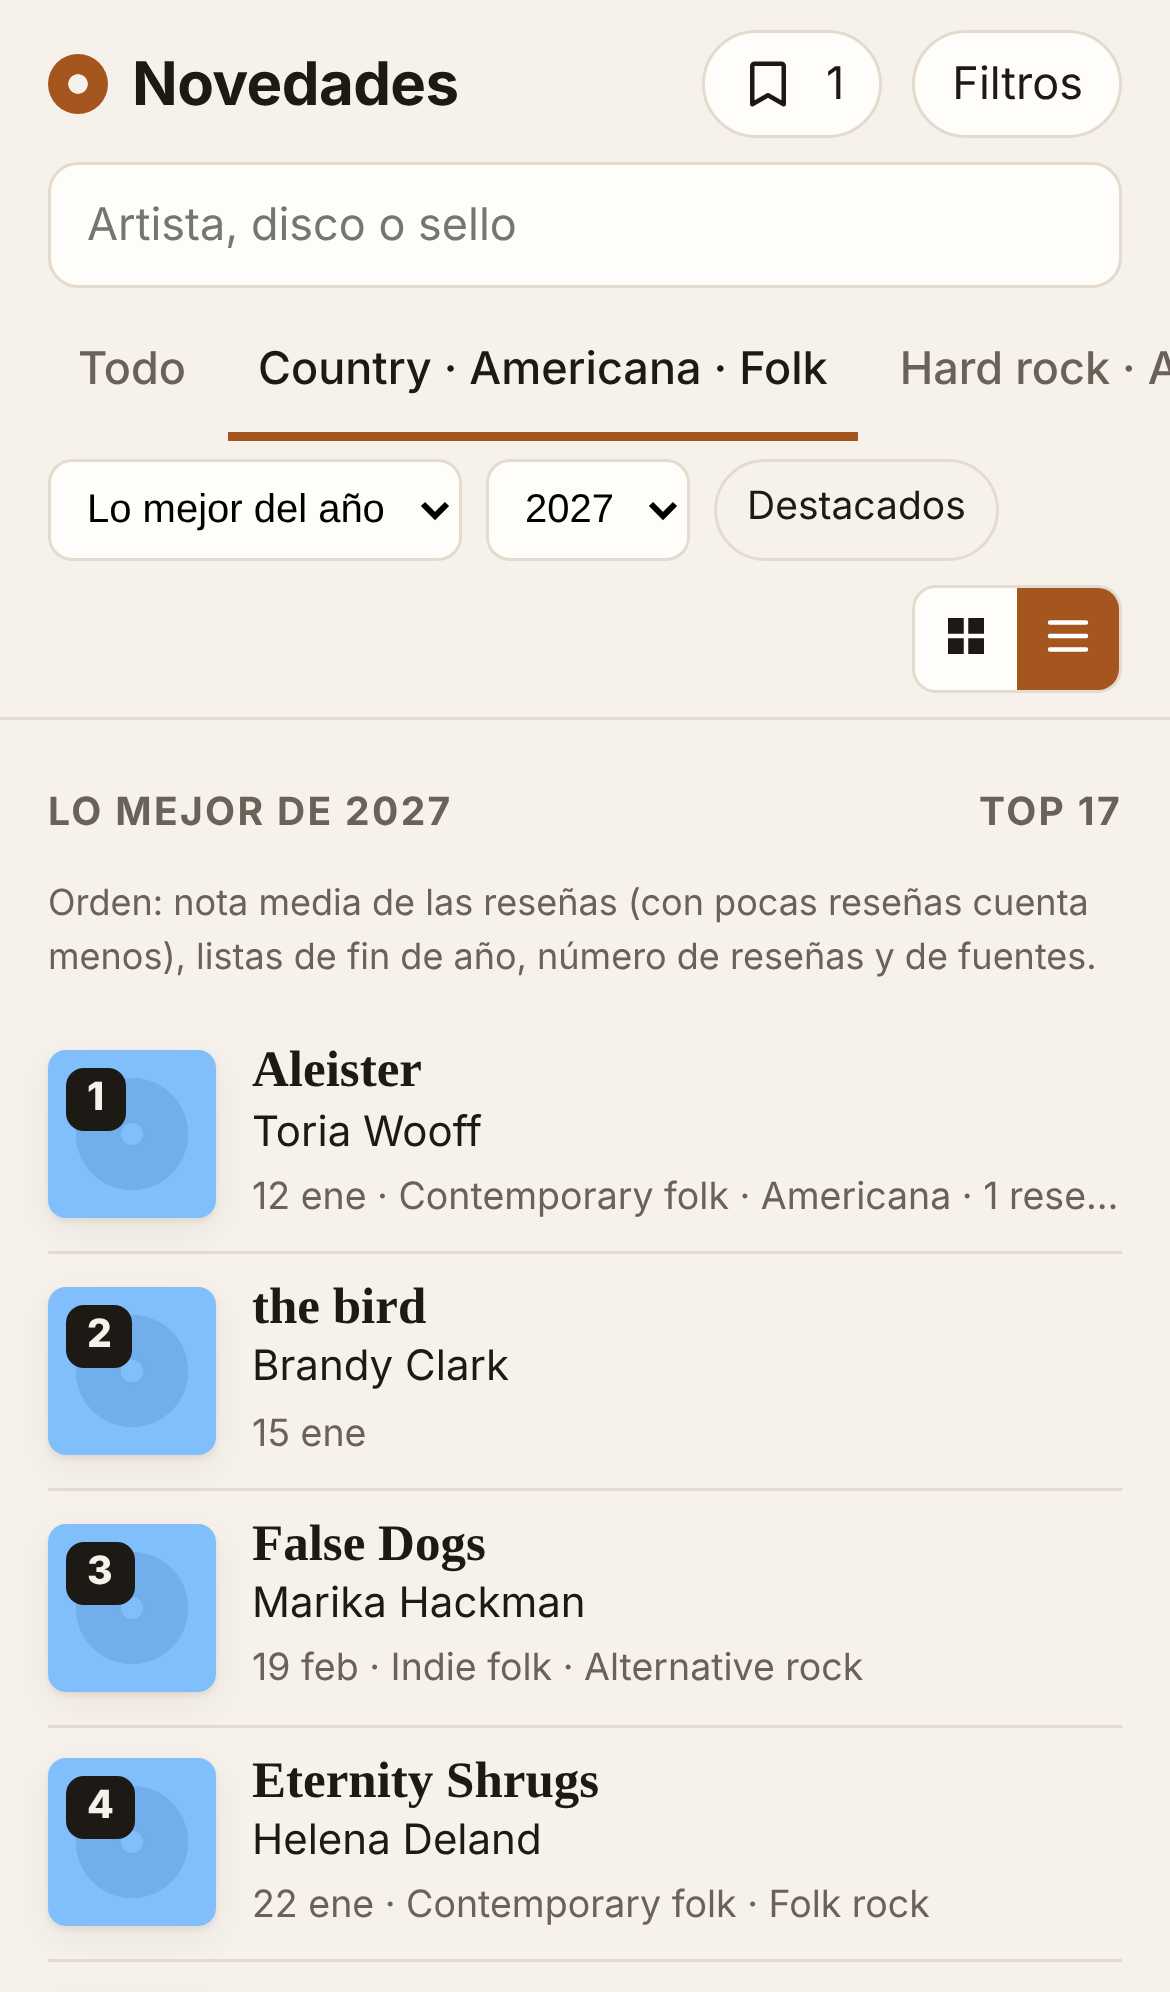 Novedades
1
Filtros
Artista, disco o sello
Todo
Country · Americana · Folk
Hard rock · A
Lo mejor del año
2027
Destacados
LO MEJOR DE 2027
TOP 17
Orden: nota media de las reseñas (con pocas reseñas cuenta
menos), listas de fin de año, número de reseñas y de fuentes.
1
Aleister
Toria Wooff
12 ene · Contemporary folk · Americana · 1 rese...
2
the bird
Brandy Clark
15 ene
3
False Dogs
Marika Hackman
19 feb · Indie folk · Alternative rock
4
Eternity Shrugs
Helena Deland
22 ene · Contemporary folk · Folk rock